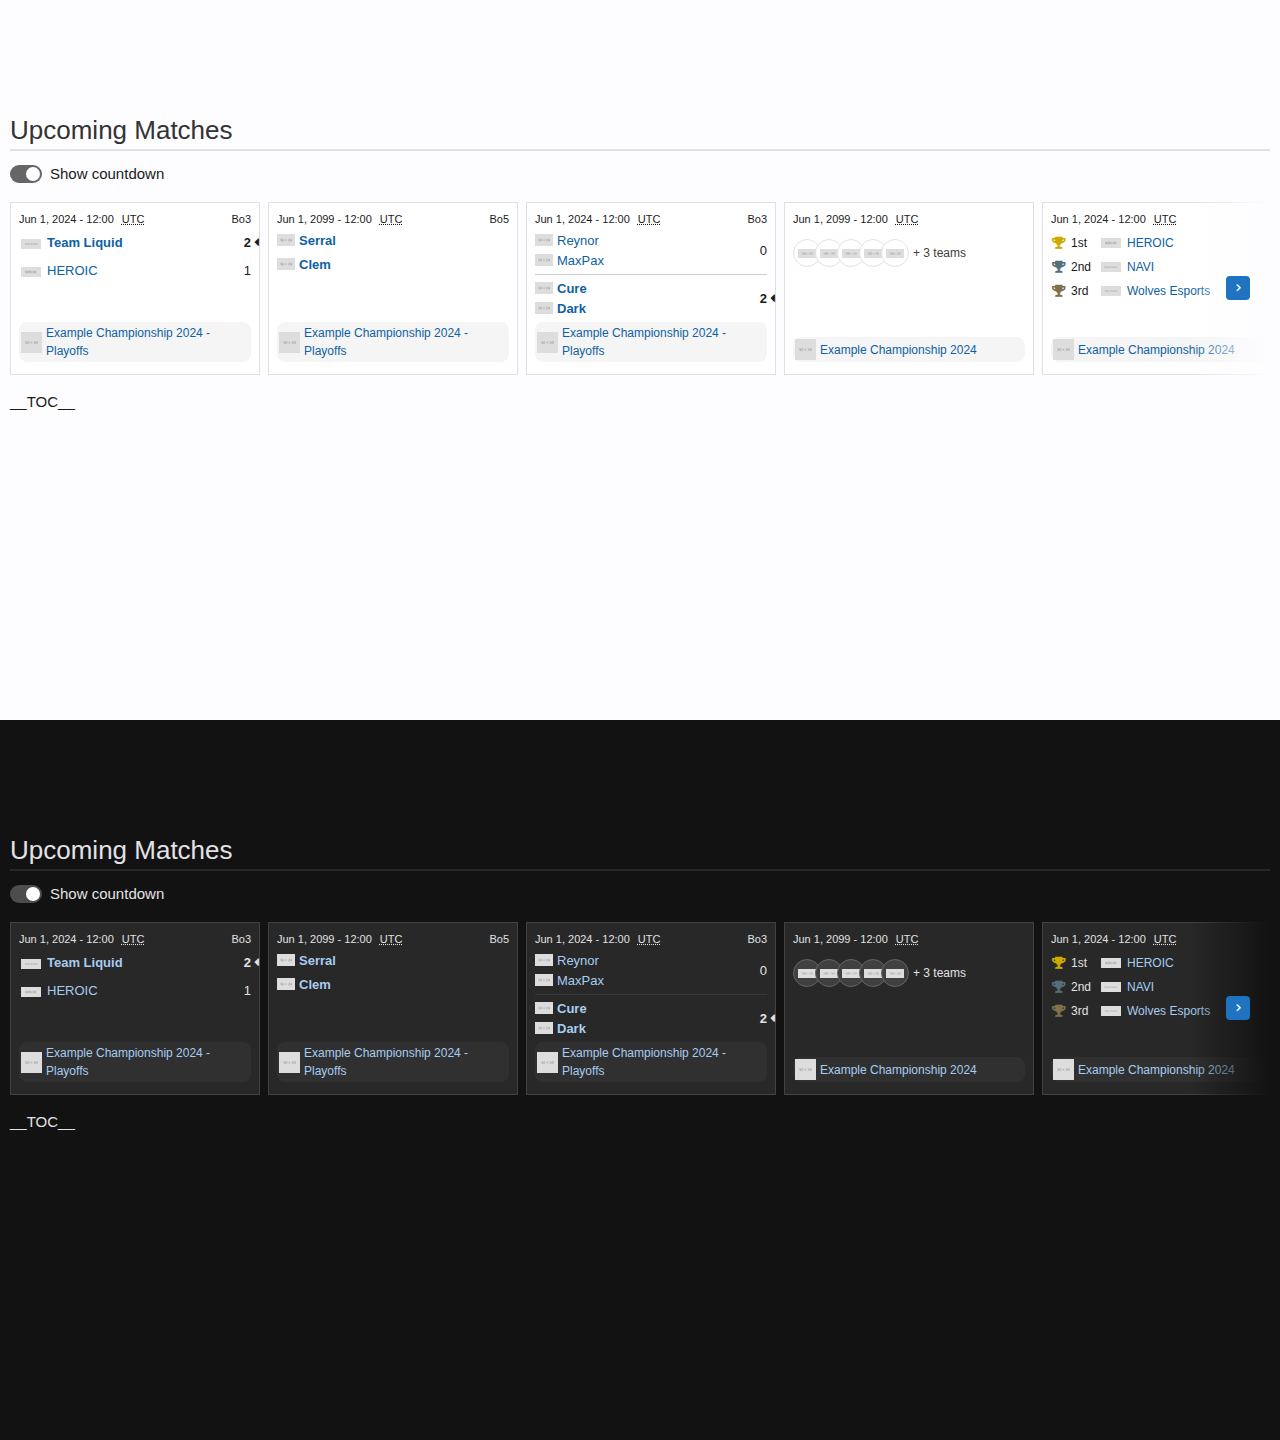 Upcoming Matches
Show countdown
Jun 1, 2024 - 12:00 UTC Bo3
Team Liquid 2
HEROIC 1
Example Championship 2024 -
Playoffs
Jun 1, 2099 - 12:00 UTC Bo5
Serral
Clem
Example Championship 2024 -
Playoffs
Jun 1, 2024 - 12:00 UTC Bo3
Reynor
MaxPax
0
Cure
Dark
2
Example Championship 2024 -
Playoffs
Jun 1, 2099 - 12:00 UTC
+ 3 teams
Example Championship 2024
Jun 1, 2024 - 12:00 UTC
1st HEROIC
2nd NAVI
3rd Wolves Esports
Example Championship 2024
__TOC__
Upcoming Matches
Show countdown
Jun 1, 2024 - 12:00 UTC Bo3
Team Liquid 2
HEROIC 1
Example Championship 2024 -
Playoffs
Jun 1, 2099 - 12:00 UTC Bo5
Serral
Clem
Example Championship 2024 -
Playoffs
Jun 1, 2024 - 12:00 UTC Bo3
Reynor
MaxPax
0
Cure
Dark
2
Example Championship 2024 -
Playoffs
Jun 1, 2099 - 12:00 UTC
+ 3 teams
Example Championship 2024
Jun 1, 2024 - 12:00 UTC
1st HEROIC
2nd NAVI
3rd Wolves Esports
Example Championship 2024
__TOC__